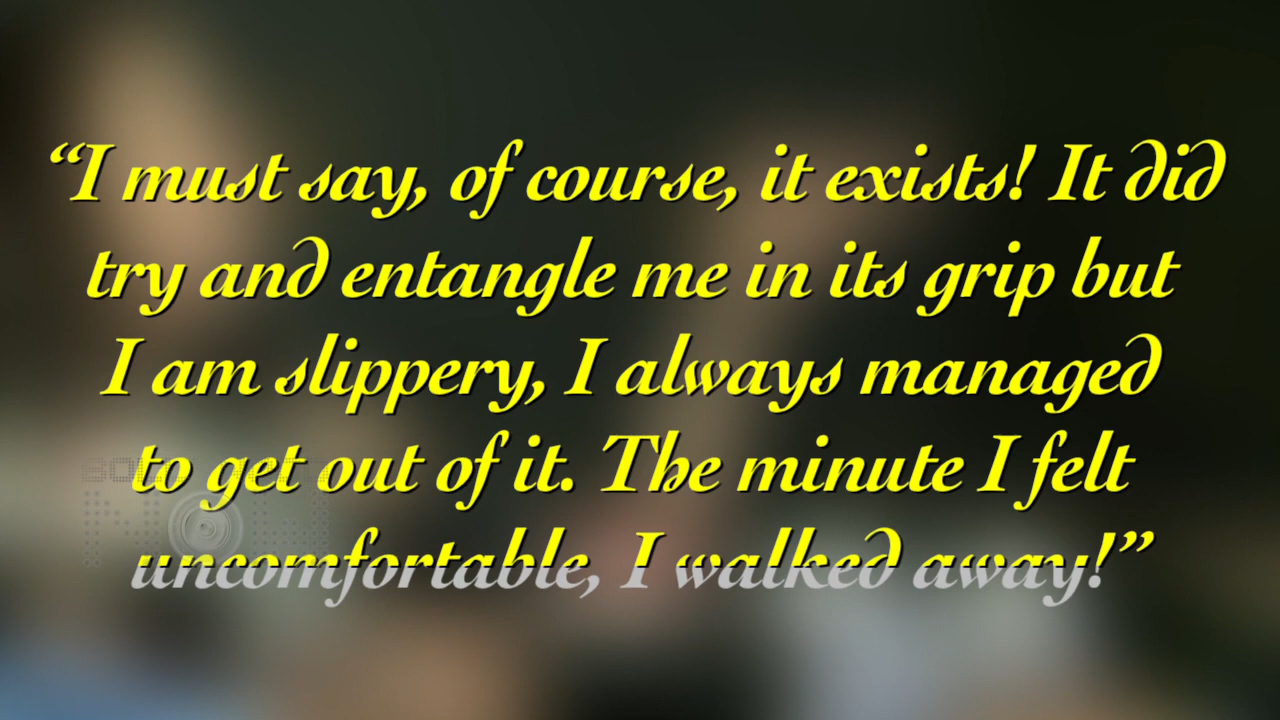 “I must say, of course, it exists! It did
try and entangle me in its grip but
I am slippery, I always managed
to get out of it. The minute I felt
uncomfortable, I walked away!”
NOW